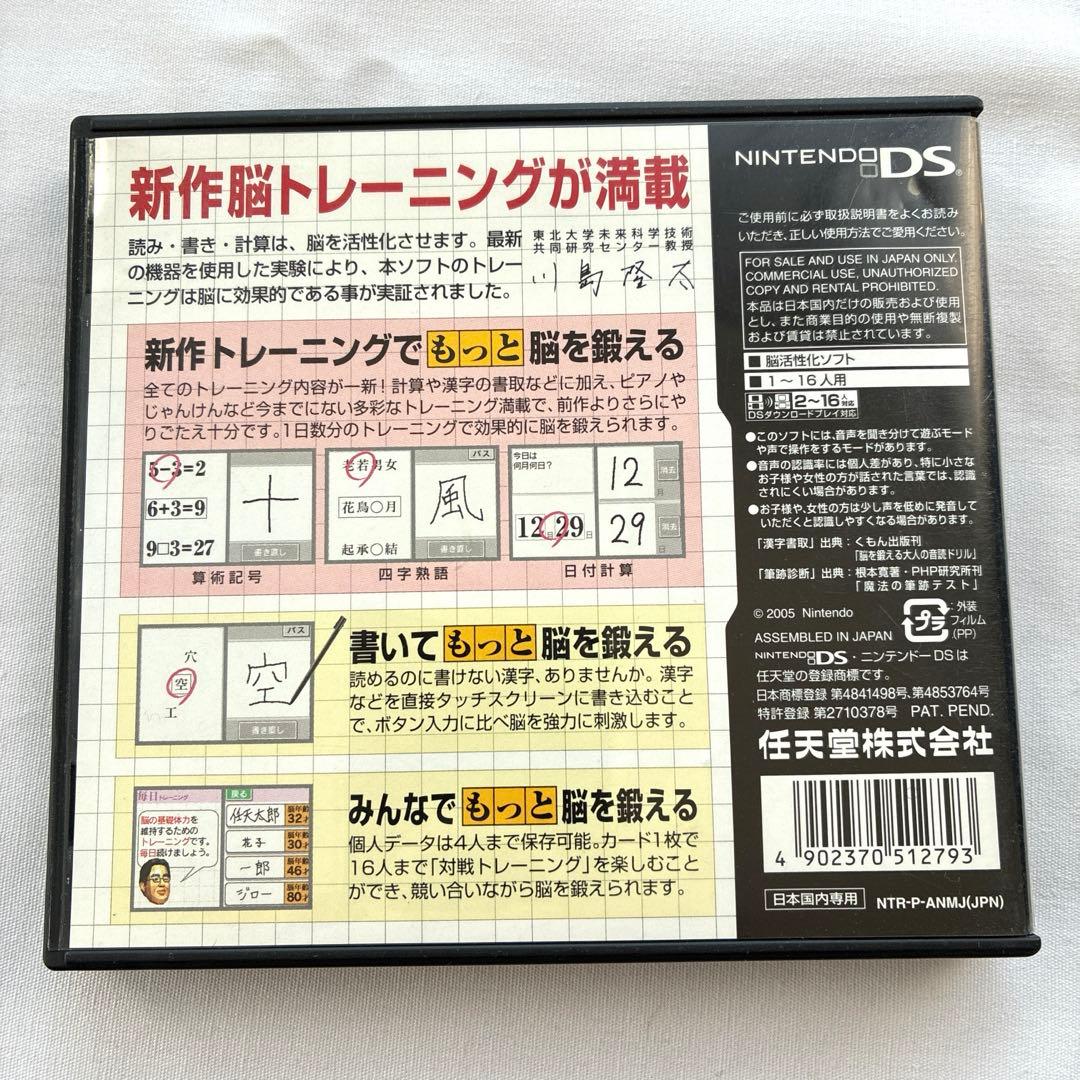 新作脳トレーニングが満載
読み・書き・計算は、脳を活性化させます。最新
の機器を使用した実験により、本ソフトのトレー
ニングは脳に効果的である事が実証されました。
東北大学未来科学技術
共同研究センター教授
川島隆太
新作トレーニングでもっと脳を鍛える
全てのトレーニング内容が一新!計算や漢字の書取などに加え、ピアノや
じゃんけんなど今までにない多彩なトレーニング満載で、前作よりさらにや
りごたえ十分です。1日数分のトレーニングで効果的に脳を鍛えられます。
5-3=2
6+3=9
9□3=27
十
書き直し
算術記号
老若男女
花鳥○月
起承○結
パス
風
書き直し
四字熟語
今日は
何月何日?
12月29日
12
月
消去
29
日
消去
日付計算
穴
空
工
パス
空
書き直し
書いてもっと脳を鍛える
読めるのに書けない漢字、ありませんか。漢字
などを直接タッチスクリーンに書き込むこと
で、ボタン入力に比べ脳を強力に刺激します。
毎日トレーニング
脳の基礎体力を
維持するための
トレーニングです。
毎日続けましょう。
戻る
任天太郎 脳年齢 32才
花子 脳年齢 30才
一郎 脳年齢 46才
ジロー 脳年齢 80才
みんなでもっと脳を鍛える
個人データは4人まで保存可能。カード1枚で
16人まで「対戦トレーニング」を楽しむこと
ができ、競い合いながら脳を鍛えられます。
NINTENDO DS®
ご使用前に必ず取扱説明書をよくお読み
いただき、正しい使用方法でご愛用ください。
FOR SALE AND USE IN JAPAN ONLY.
COMMERCIAL USE, UNAUTHORIZED
COPY AND RENTAL PROHIBITED.
本品は日本国内だけの販売および使用
とし、また商業目的の使用や無断複製
および賃貸は禁止されています。
■脳活性化ソフト
■1〜16人用
2〜16人対応
DSダウンロードプレイ対応
●このソフトには、音声を聞き分けて遊ぶモード
や声で操作をするモードがあります。
●音声の認識率には個人差があり、特に小さな
お子様や女性の方が話された言葉では、認識
されにくい場合があります。
●お子様や、女性の方は少し声を低めに発音して
いただくと認識しやすくなる場合があります。
「漢字書取」出典:くもん出版刊
「脳を鍛える大人の音読ドリル」
「筆跡診断」出典:根本寛著・PHP研究所刊
「魔法の筆跡テスト」
© 2005 Nintendo
プラ
:外装
フィルム
(PP)
ASSEMBLED IN JAPAN
NINTENDO DS・ニンテンドーDSは
任天堂の登録商標です。
日本商標登録 第4841498号、第4853764号
特許登録 第2710378号 PAT. PEND.
任天堂株式会社
4 902370 512793
日本国内専用
NTR-P-ANMJ(JPN)